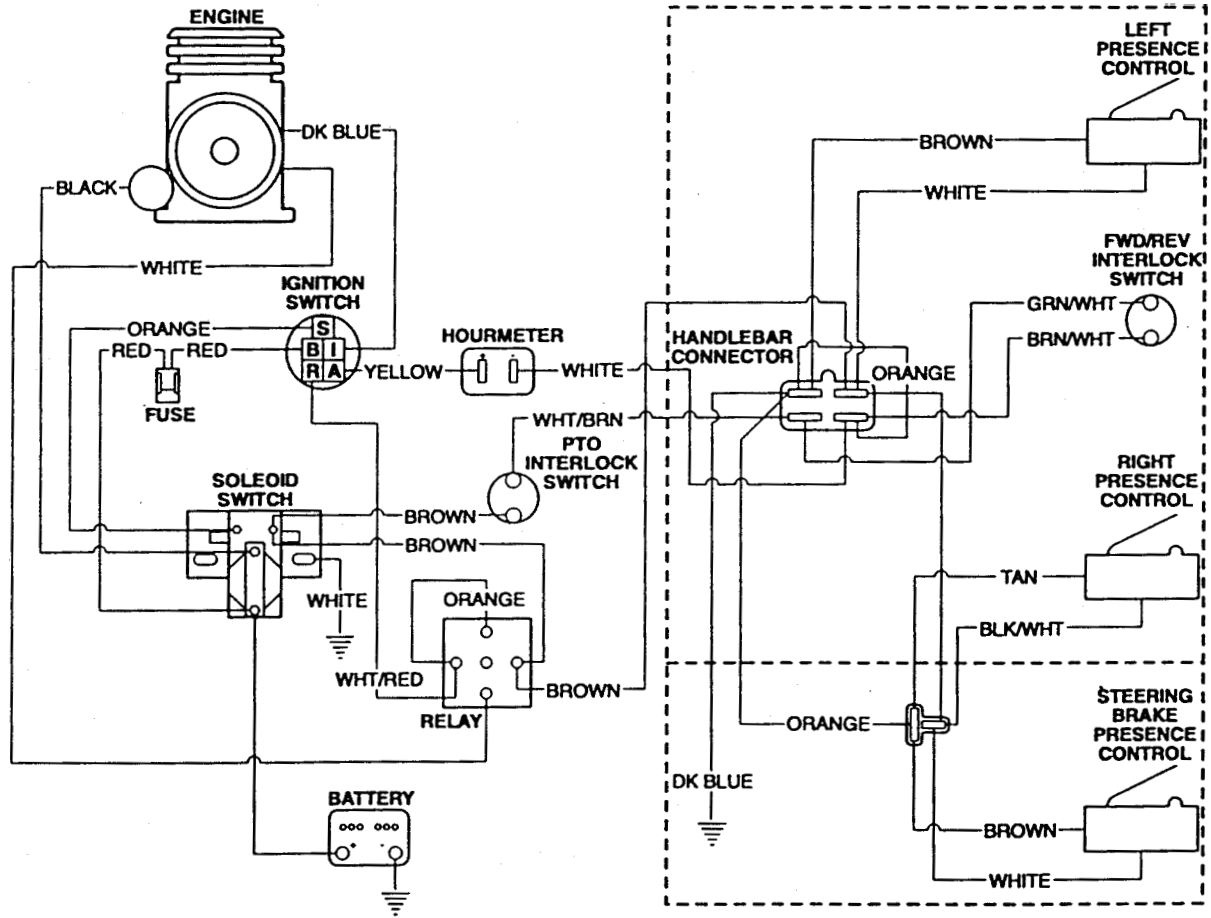 ENGINE
DK BLUE
BLACK
WHITE
IGNITION
SWITCH
ORANGE
RED
RED
S
B I
R A
FUSE
YELLOW
HOURMETER
+ -
WHITE
WHT/BRN
PTO
INTERLOCK
SWITCH
SOLEOID
SWITCH
BROWN
BROWN
WHITE
ORANGE
WHT/RED
RELAY
BROWN
BATTERY
+ -
LEFT
PRESENCE
CONTROL
BROWN
WHITE
FWD/REV
INTERLOCK
SWITCH
GRN/WHT
BRN/WHT
HANDLEBAR
CONNECTOR
ORANGE
RIGHT
PRESENCE
CONTROL
TAN
BLK/WHT
STEERING
BRAKE
PRESENCE
CONTROL
ORANGE
DK BLUE
BROWN
WHITE